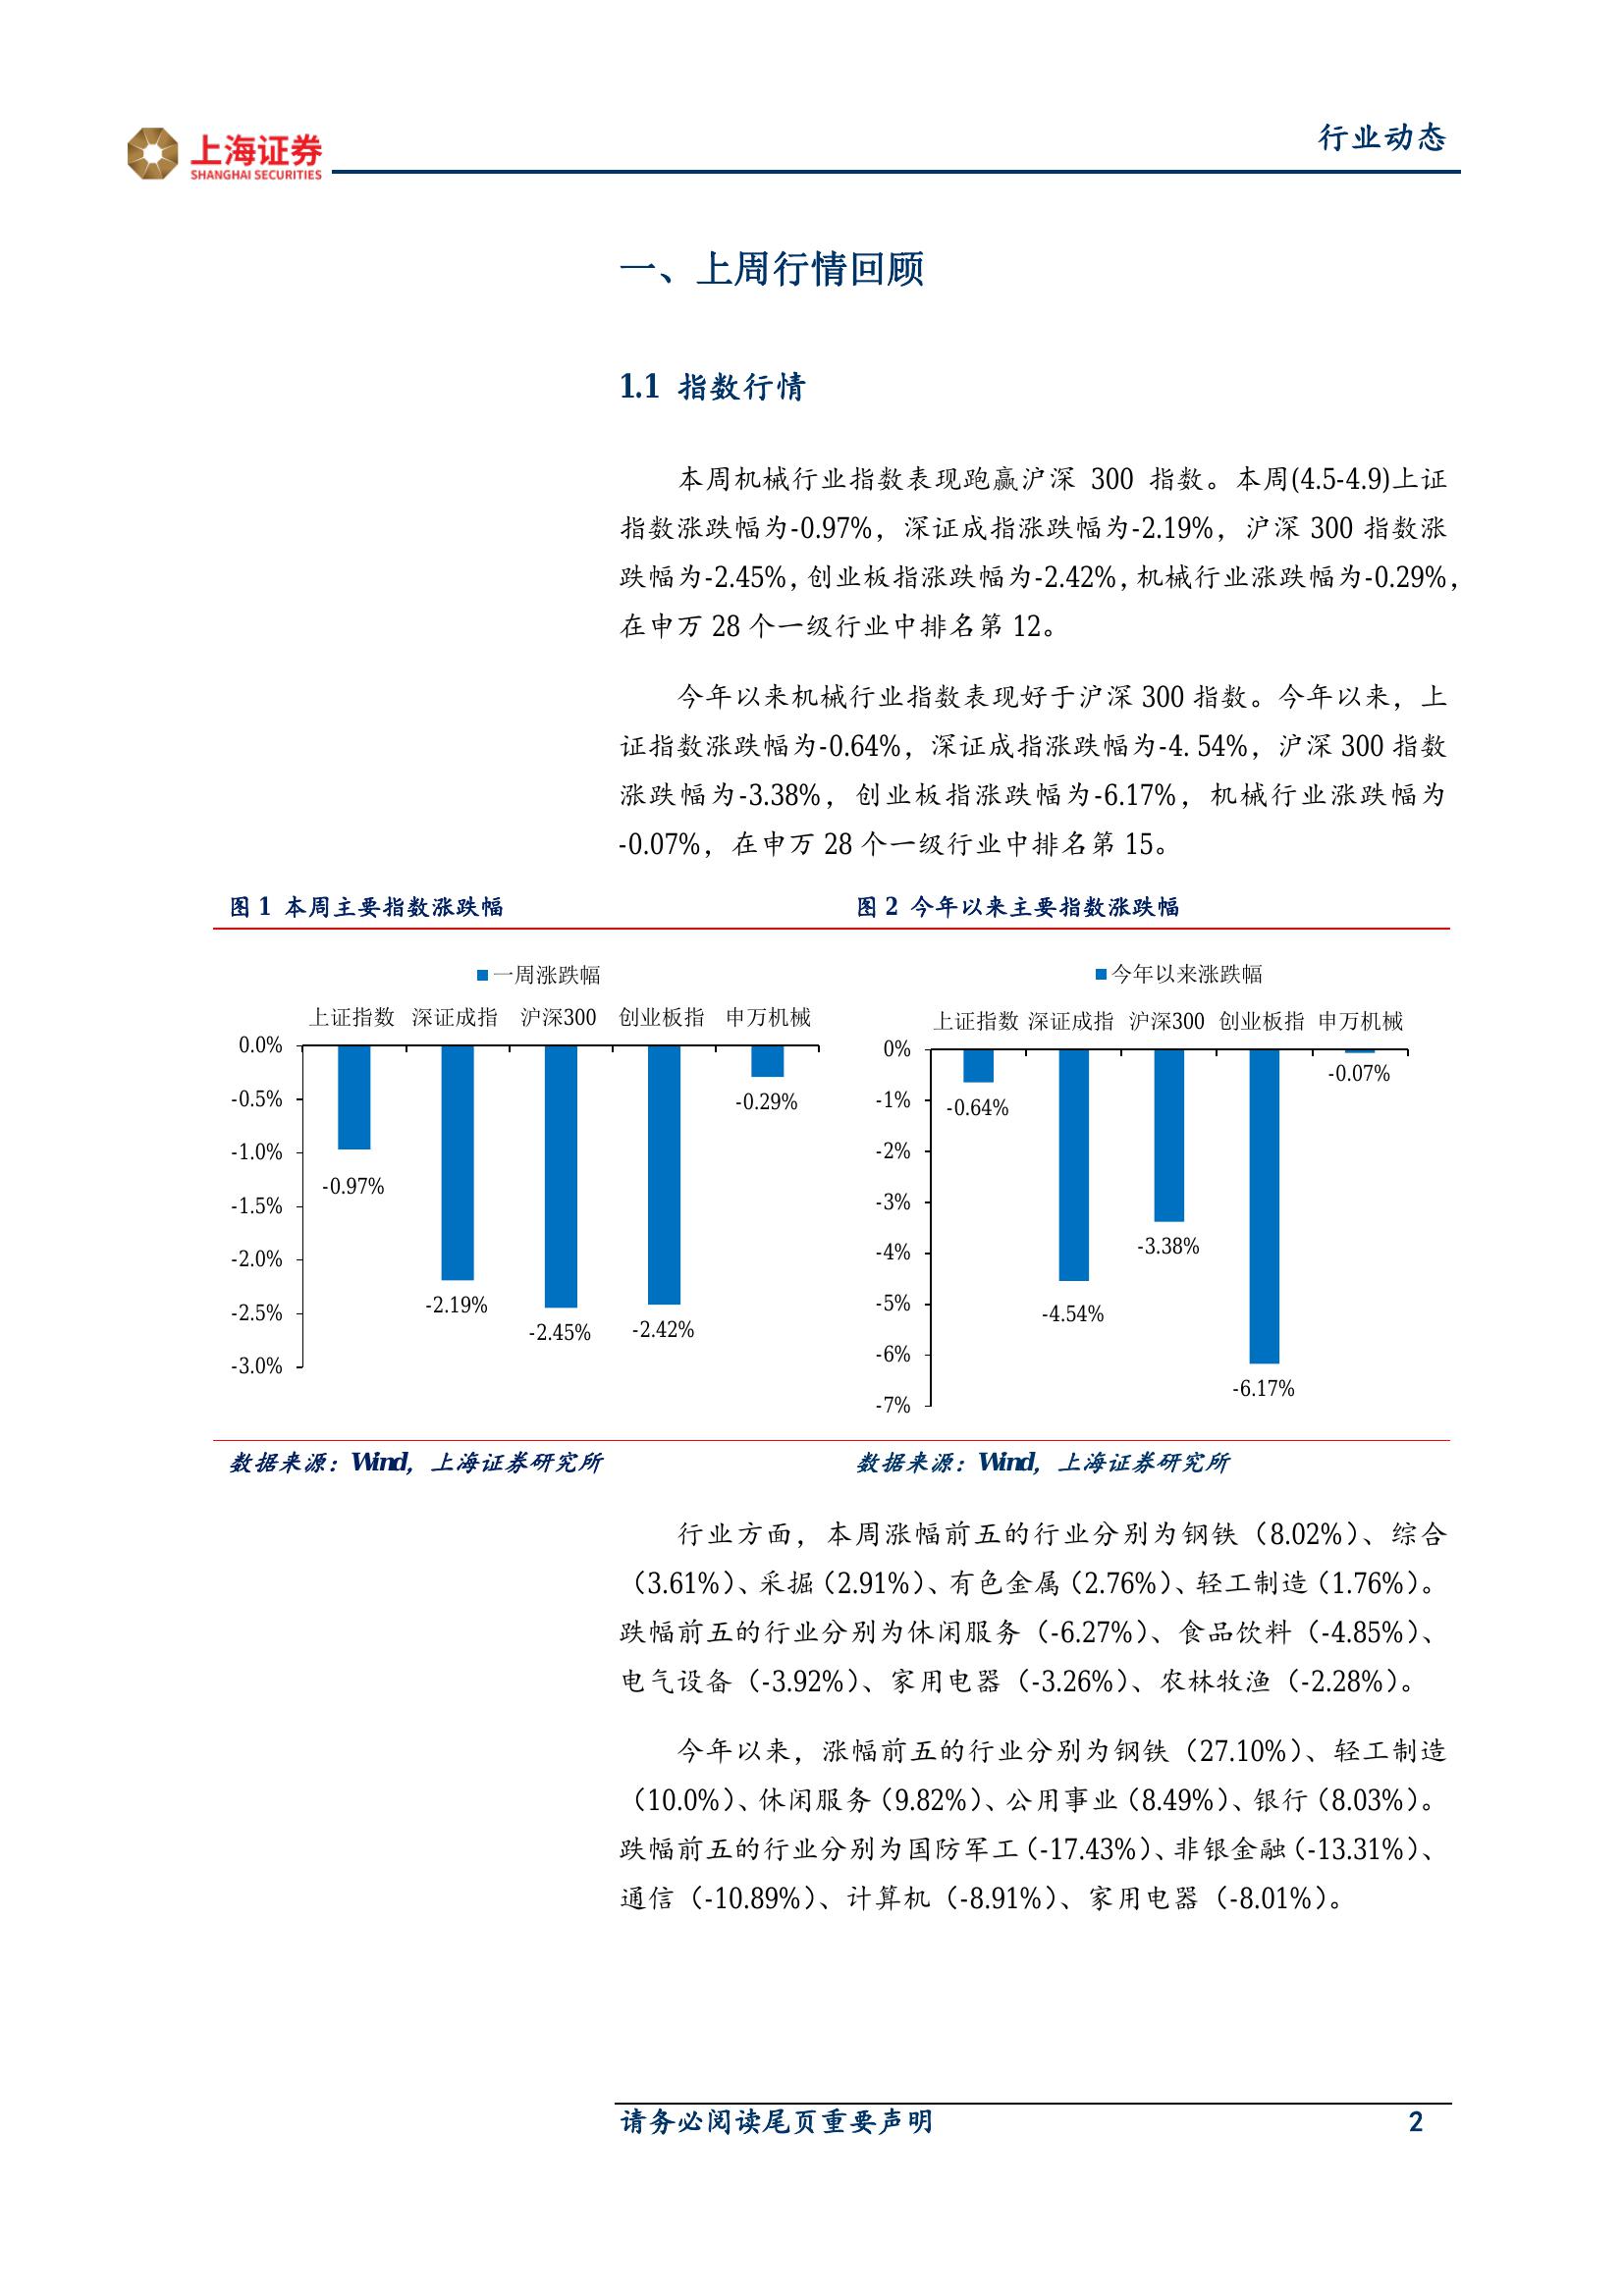 上海证券
SHANGHAI SECURITIES
行业动态
一、上周行情回顾
1.1 指数行情
本周机械行业指数表现跑赢沪深 300 指数。本周(4.5-4.9)上证
指数涨跌幅为-0.97%，深证成指涨跌幅为-2.19%，沪深 300 指数涨
跌幅为-2.45%，创业板指涨跌幅为-2.42%，机械行业涨跌幅为-0.29%，
在申万 28 个一级行业中排名第 12。
今年以来机械行业指数表现好于沪深 300 指数。今年以来，上
证指数涨跌幅为-0.64%，深证成指涨跌幅为-4. 54%，沪深 300 指数
涨跌幅为-3.38%，创业板指涨跌幅为-6.17%，机械行业涨跌幅为
-0.07%，在申万 28 个一级行业中排名第 15。
图 1 本周主要指数涨跌幅
一周涨跌幅
上证指数 深证成指 沪深300 创业板指 申万机械
0.0%
-0.5%
-1.0%
-1.5%
-2.0%
-2.5%
-3.0%
-0.97%
-2.19%
-2.45%
-2.42%
-0.29%
数据来源：Wind，上海证券研究所
图 2 今年以来主要指数涨跌幅
今年以来涨跌幅
上证指数 深证成指 沪深300 创业板指 申万机械
0%
-1%
-2%
-3%
-4%
-5%
-6%
-7%
-0.64%
-4.54%
-3.38%
-6.17%
-0.07%
数据来源：Wind，上海证券研究所
行业方面，本周涨幅前五的行业分别为钢铁（8.02%）、综合
（3.61%）、采掘（2.91%）、有色金属（2.76%）、轻工制造（1.76%）。
跌幅前五的行业分别为休闲服务（-6.27%）、食品饮料（-4.85%）、
电气设备（-3.92%）、家用电器（-3.26%）、农林牧渔（-2.28%）。
今年以来，涨幅前五的行业分别为钢铁（27.10%）、轻工制造
（10.0%）、休闲服务（9.82%）、公用事业（8.49%）、银行（8.03%）。
跌幅前五的行业分别为国防军工（-17.43%）、非银金融（-13.31%）、
通信（-10.89%）、计算机（-8.91%）、家用电器（-8.01%）。
请务必阅读尾页重要声明
2